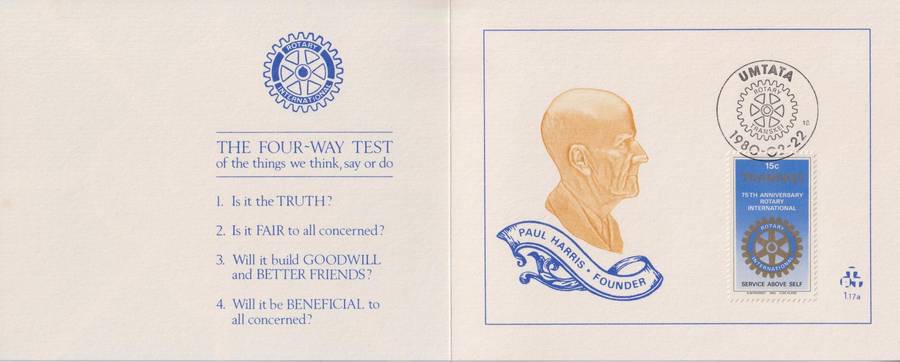 ROTARY
INTERNATIONAL
THE FOUR-WAY TEST
of the things we think, say or do
1. Is it the TRUTH?
2. Is it FAIR to all concerned?
3. Will it build GOODWILL
and BETTER FRIENDS?
4. Will it be BENEFICIAL to
all concerned?
PAUL HARRIS · FOUNDER
UMTATA
ROTARY
TRANSKEI
1980-02-22
15c
TRANSKEI
75TH ANNIVERSARY
ROTARY
INTERNATIONAL
ROTARY
INTERNATIONAL
SERVICE ABOVE SELF
1.17a